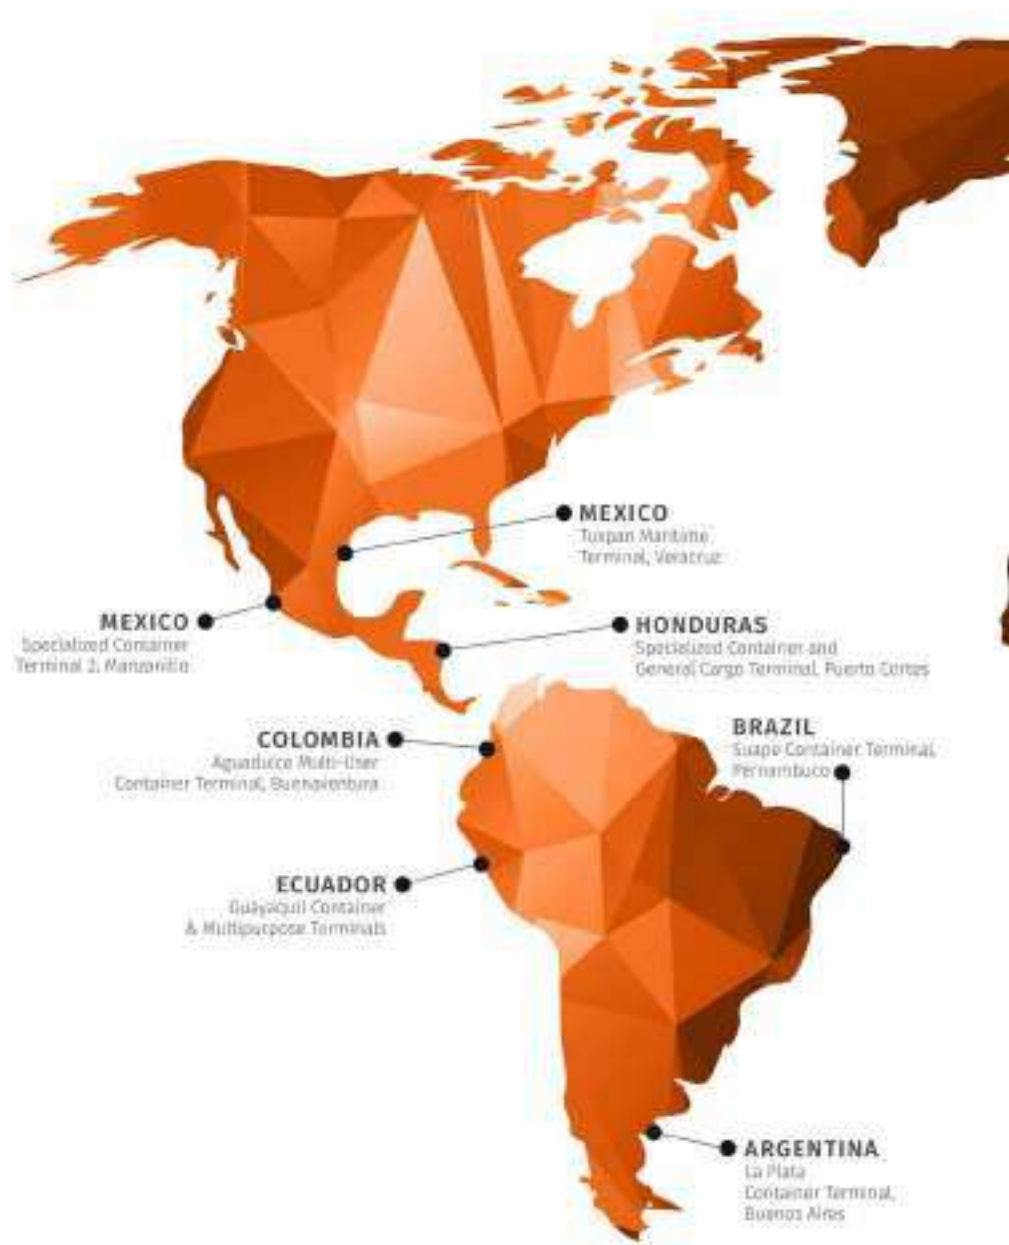 MEXICO
Tuxpan Maritime
Terminal, Veracruz
MEXICO
Specialized Container
Terminal 2, Manzanillo
HONDURAS
Specialized Container and
General Cargo Terminal, Puerto Cortes
COLOMBIA
Aguadulce Multi-User
Container Terminal, Buenaventura
BRAZIL
Suape Container Terminal,
Pernambuco
ECUADOR
Guayaquil Container
& Multipurpose Terminals
ARGENTINA
La Plata
Container Terminal,
Buenos Aires